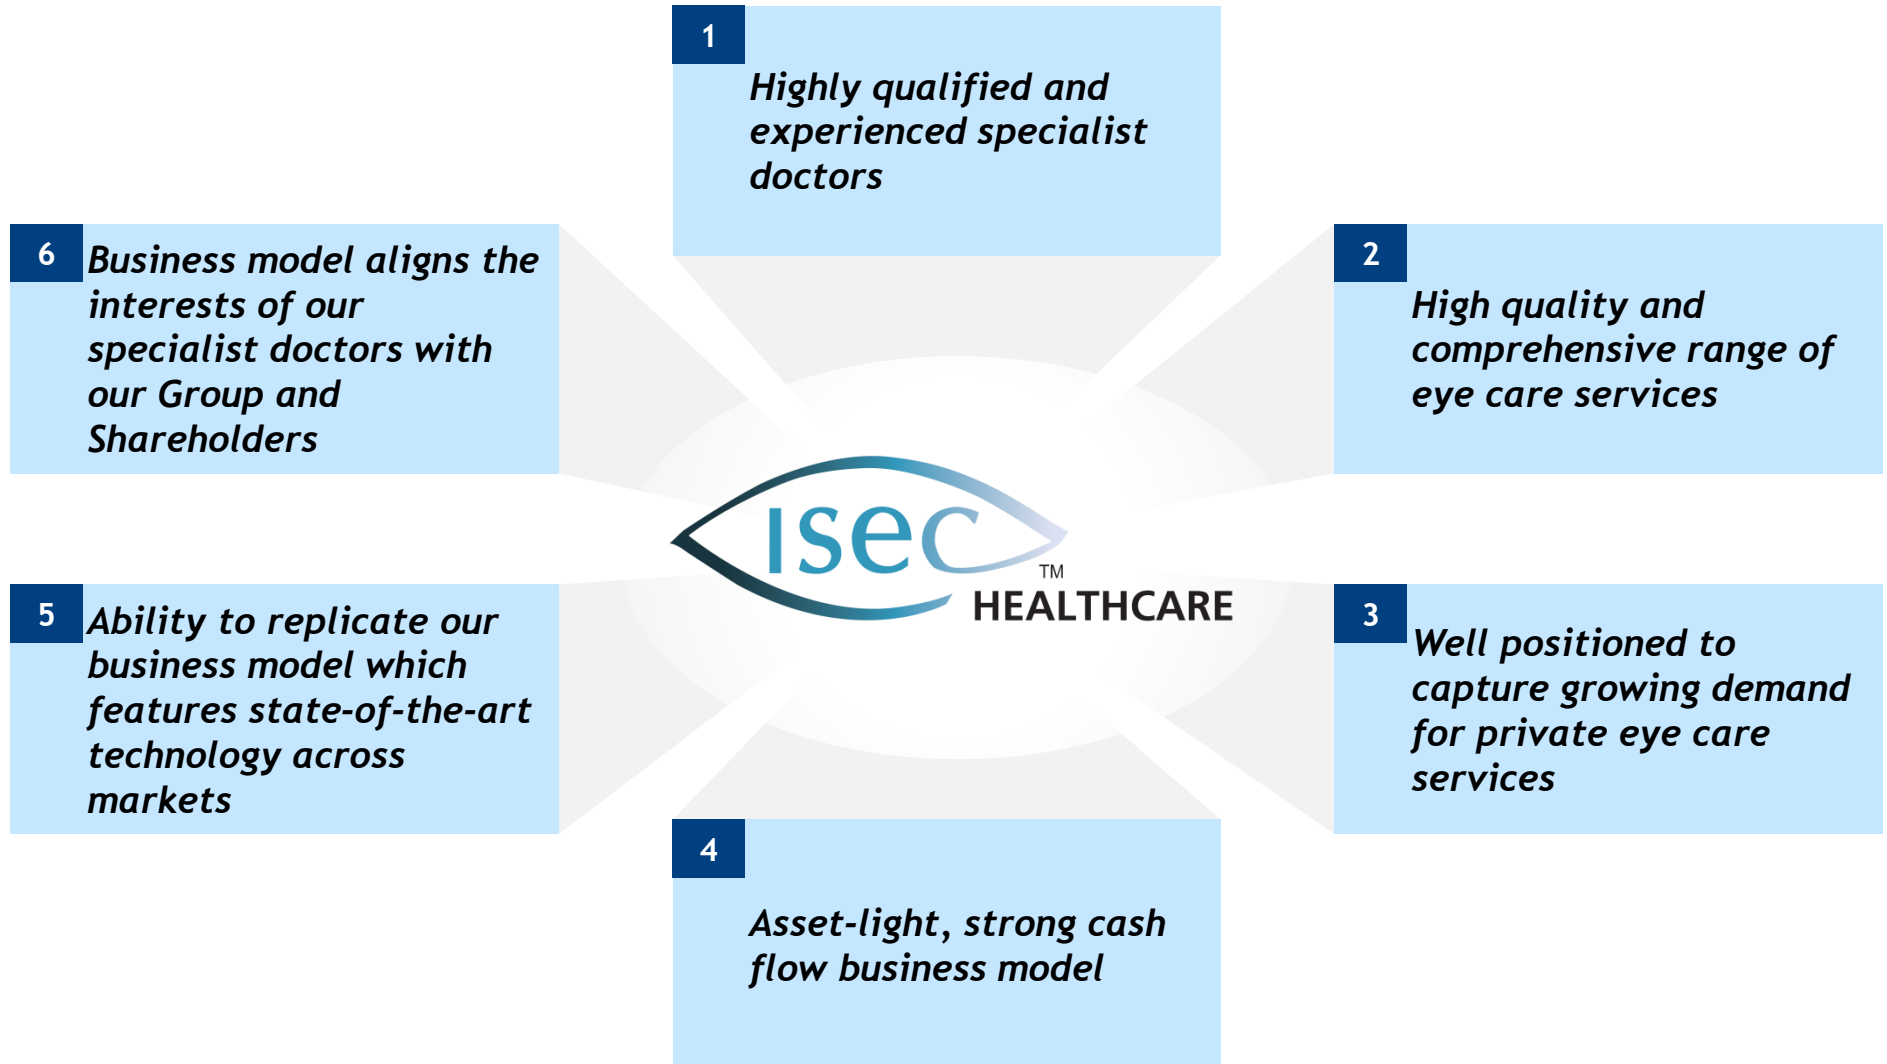 1
Highly qualified and
experienced specialist
doctors
2
High quality and
comprehensive range of
eye care services
3
Well positioned to
capture growing demand
for private eye care
services
4
Asset-light, strong cash
flow business model
5
Ability to replicate our
business model which
features state-of-the-art
technology across
markets
6
Business model aligns the
interests of our
specialist doctors with
our Group and
Shareholders
ISEC
TM
HEALTHCARE